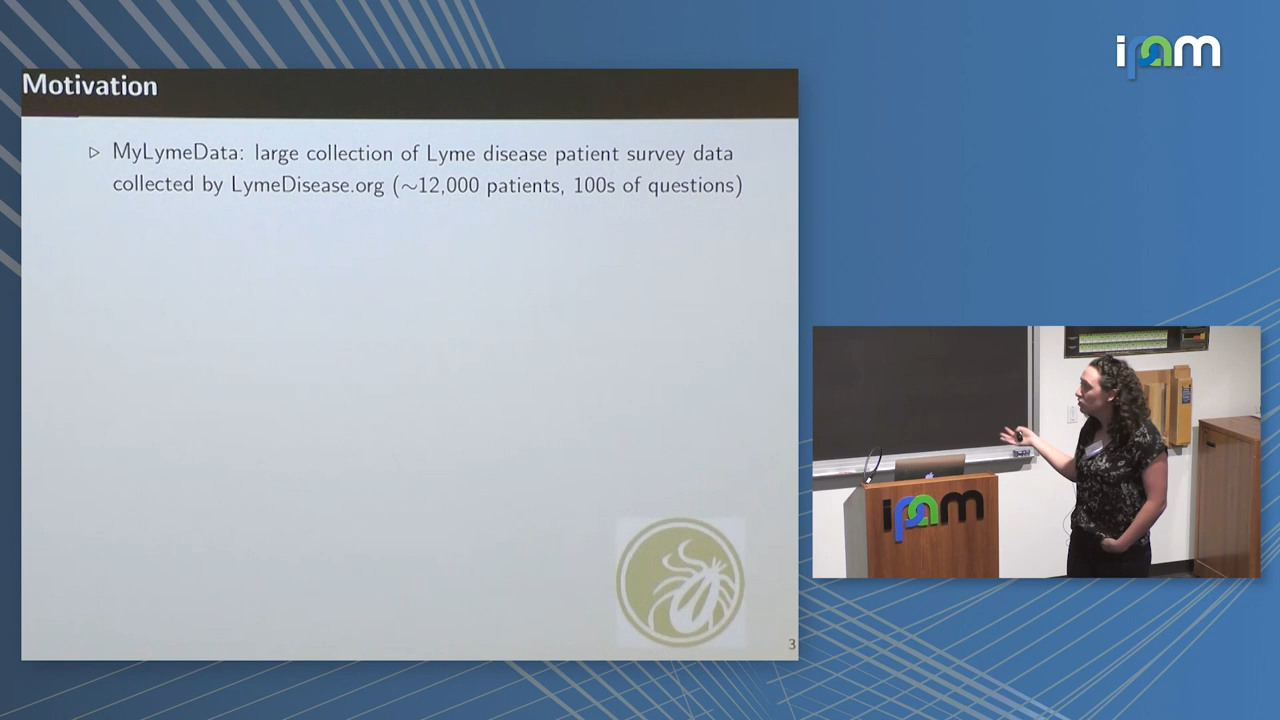 ipam
Motivation
▷ MyLymeData: large collection of Lyme disease patient survey data
collected by LymeDisease.org (∼12,000 patients, 100s of questions)
3
ipam